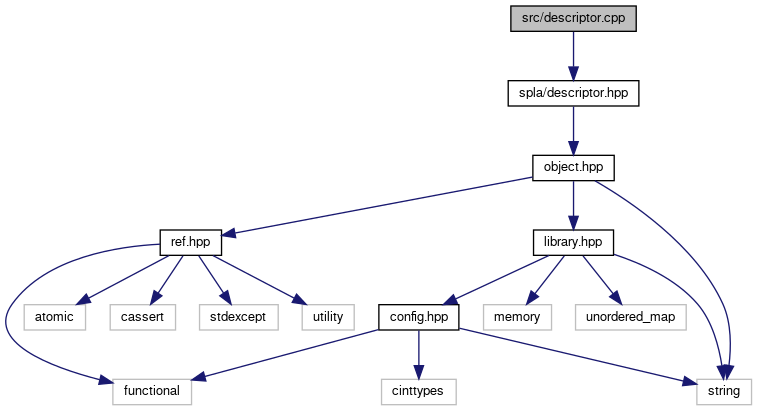 src/descriptor.cpp
spla/descriptor.hpp
object.hpp
ref.hpp
library.hpp
atomic
cassert
stdexcept
utility
config.hpp
memory
unordered_map
functional
cinttypes
string